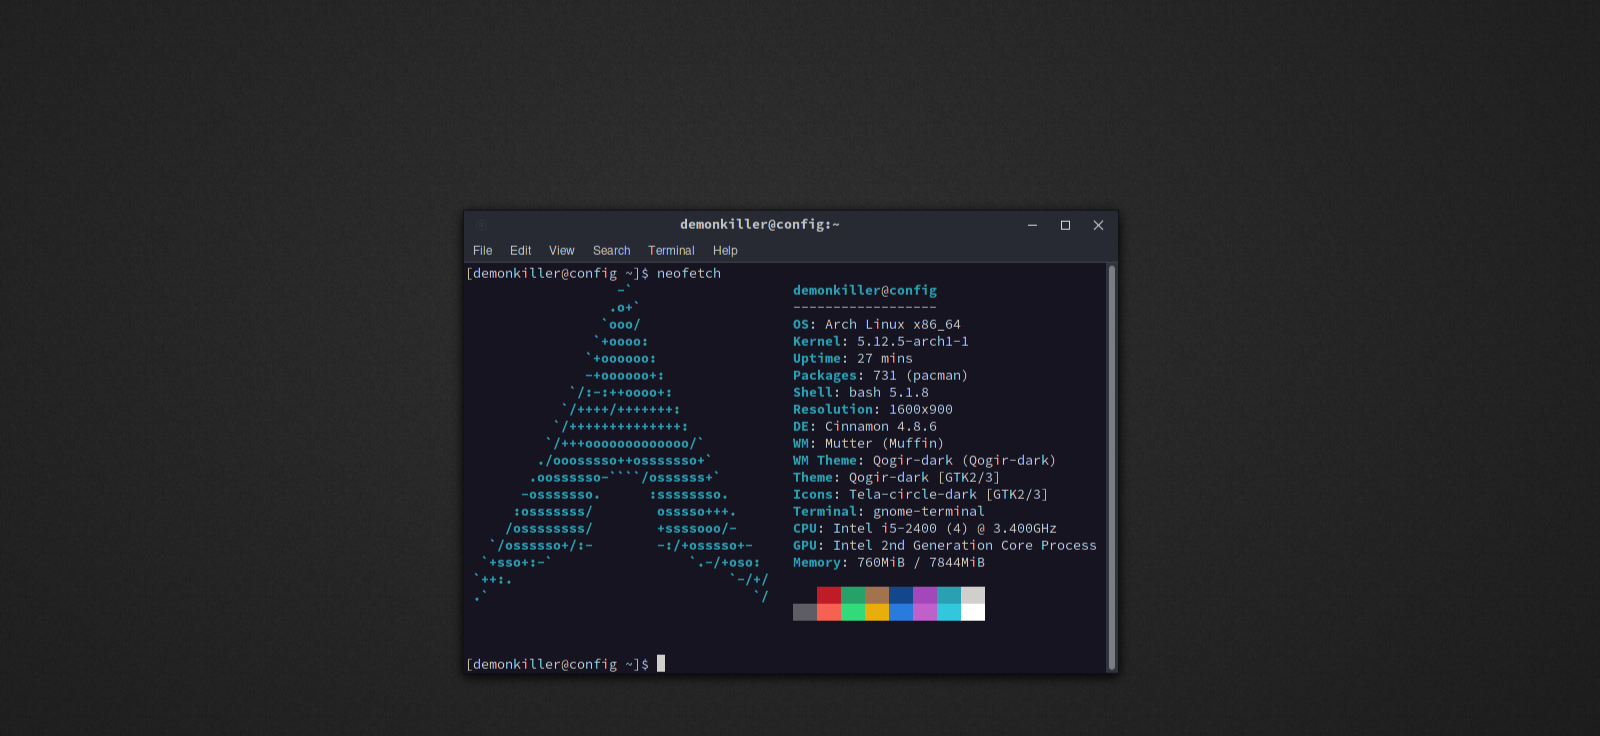 demonkiller@config:~
File Edit View Search Terminal Help
[demonkiller@config ~]$ neofetch
-` demonkiller@config
.o+` ------------------
`ooo/ OS: Arch Linux x86_64
`+oooo: Kernel: 5.12.5-arch1-1
`+oooooo: Uptime: 27 mins
-+oooooo+: Packages: 731 (pacman)
`/:-:++oooo+: Shell: bash 5.1.8
`/++++/+++++++: Resolution: 1600x900
`/++++++++++++++: DE: Cinnamon 4.8.6
`/+++ooooooooooooo/` WM: Mutter (Muffin)
./ooosssso++osssssso+` WM Theme: Qogir-dark (Qogir-dark)
.oossssso-````/ossssss+` Theme: Qogir-dark [GTK2/3]
-osssssso. :ssssssso. Icons: Tela-circle-dark [GTK2/3]
:osssssss/ osssso+++. Terminal: gnome-terminal
/ossssssss/ +ssssooo/- CPU: Intel i5-2400 (4) @ 3.400GHz
`/ossssso+/:- -:/+osssso+- GPU: Intel 2nd Generation Core Process
`+sso+:-` `.-/+oso: Memory: 760MiB / 7844MiB
`++:. `-/+/
.` `/
[demonkiller@config ~]$